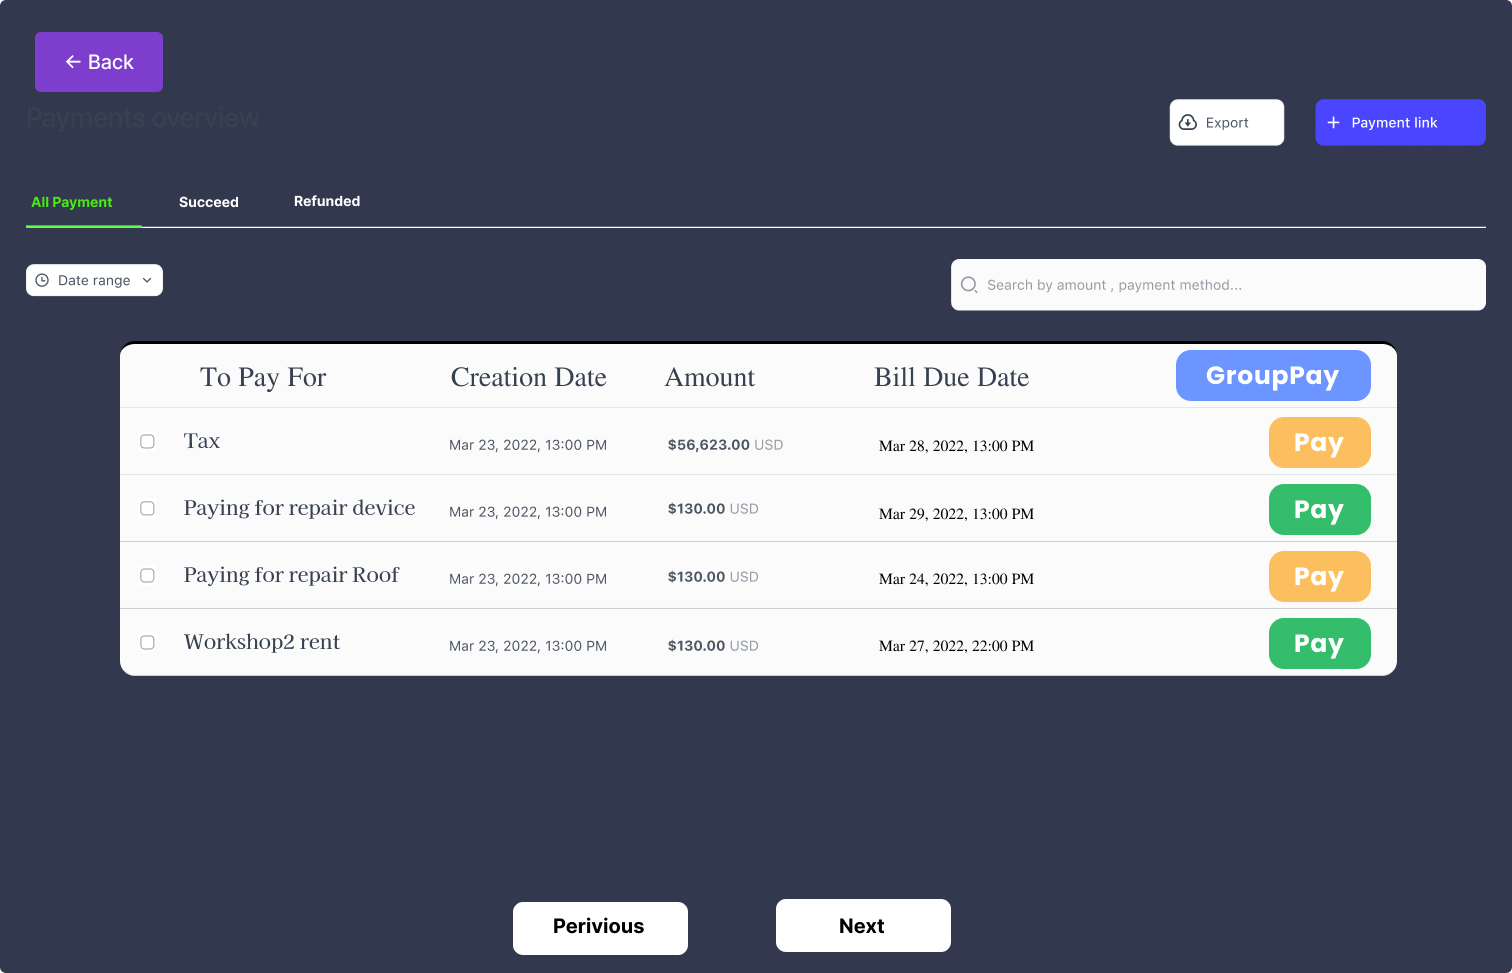 ← Back
Payments overview
Export
+ Payment link
All Payment Succeed Refunded
Date range
Search by amount , payment method...
To Pay For Creation Date Amount Bill Due Date GroupPay
Tax Mar 23, 2022, 13:00 PM $56,623.00 USD Mar 28, 2022, 13:00 PM Pay
Paying for repair device Mar 23, 2022, 13:00 PM $130.00 USD Mar 29, 2022, 13:00 PM Pay
Paying for repair Roof Mar 23, 2022, 13:00 PM $130.00 USD Mar 24, 2022, 13:00 PM Pay
Workshop2 rent Mar 23, 2022, 13:00 PM $130.00 USD Mar 27, 2022, 22:00 PM Pay
Perivious Next